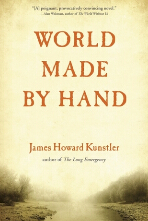 WORLD
MADE
BY HAND
James Howard Kunstler
author of The Long Emergency